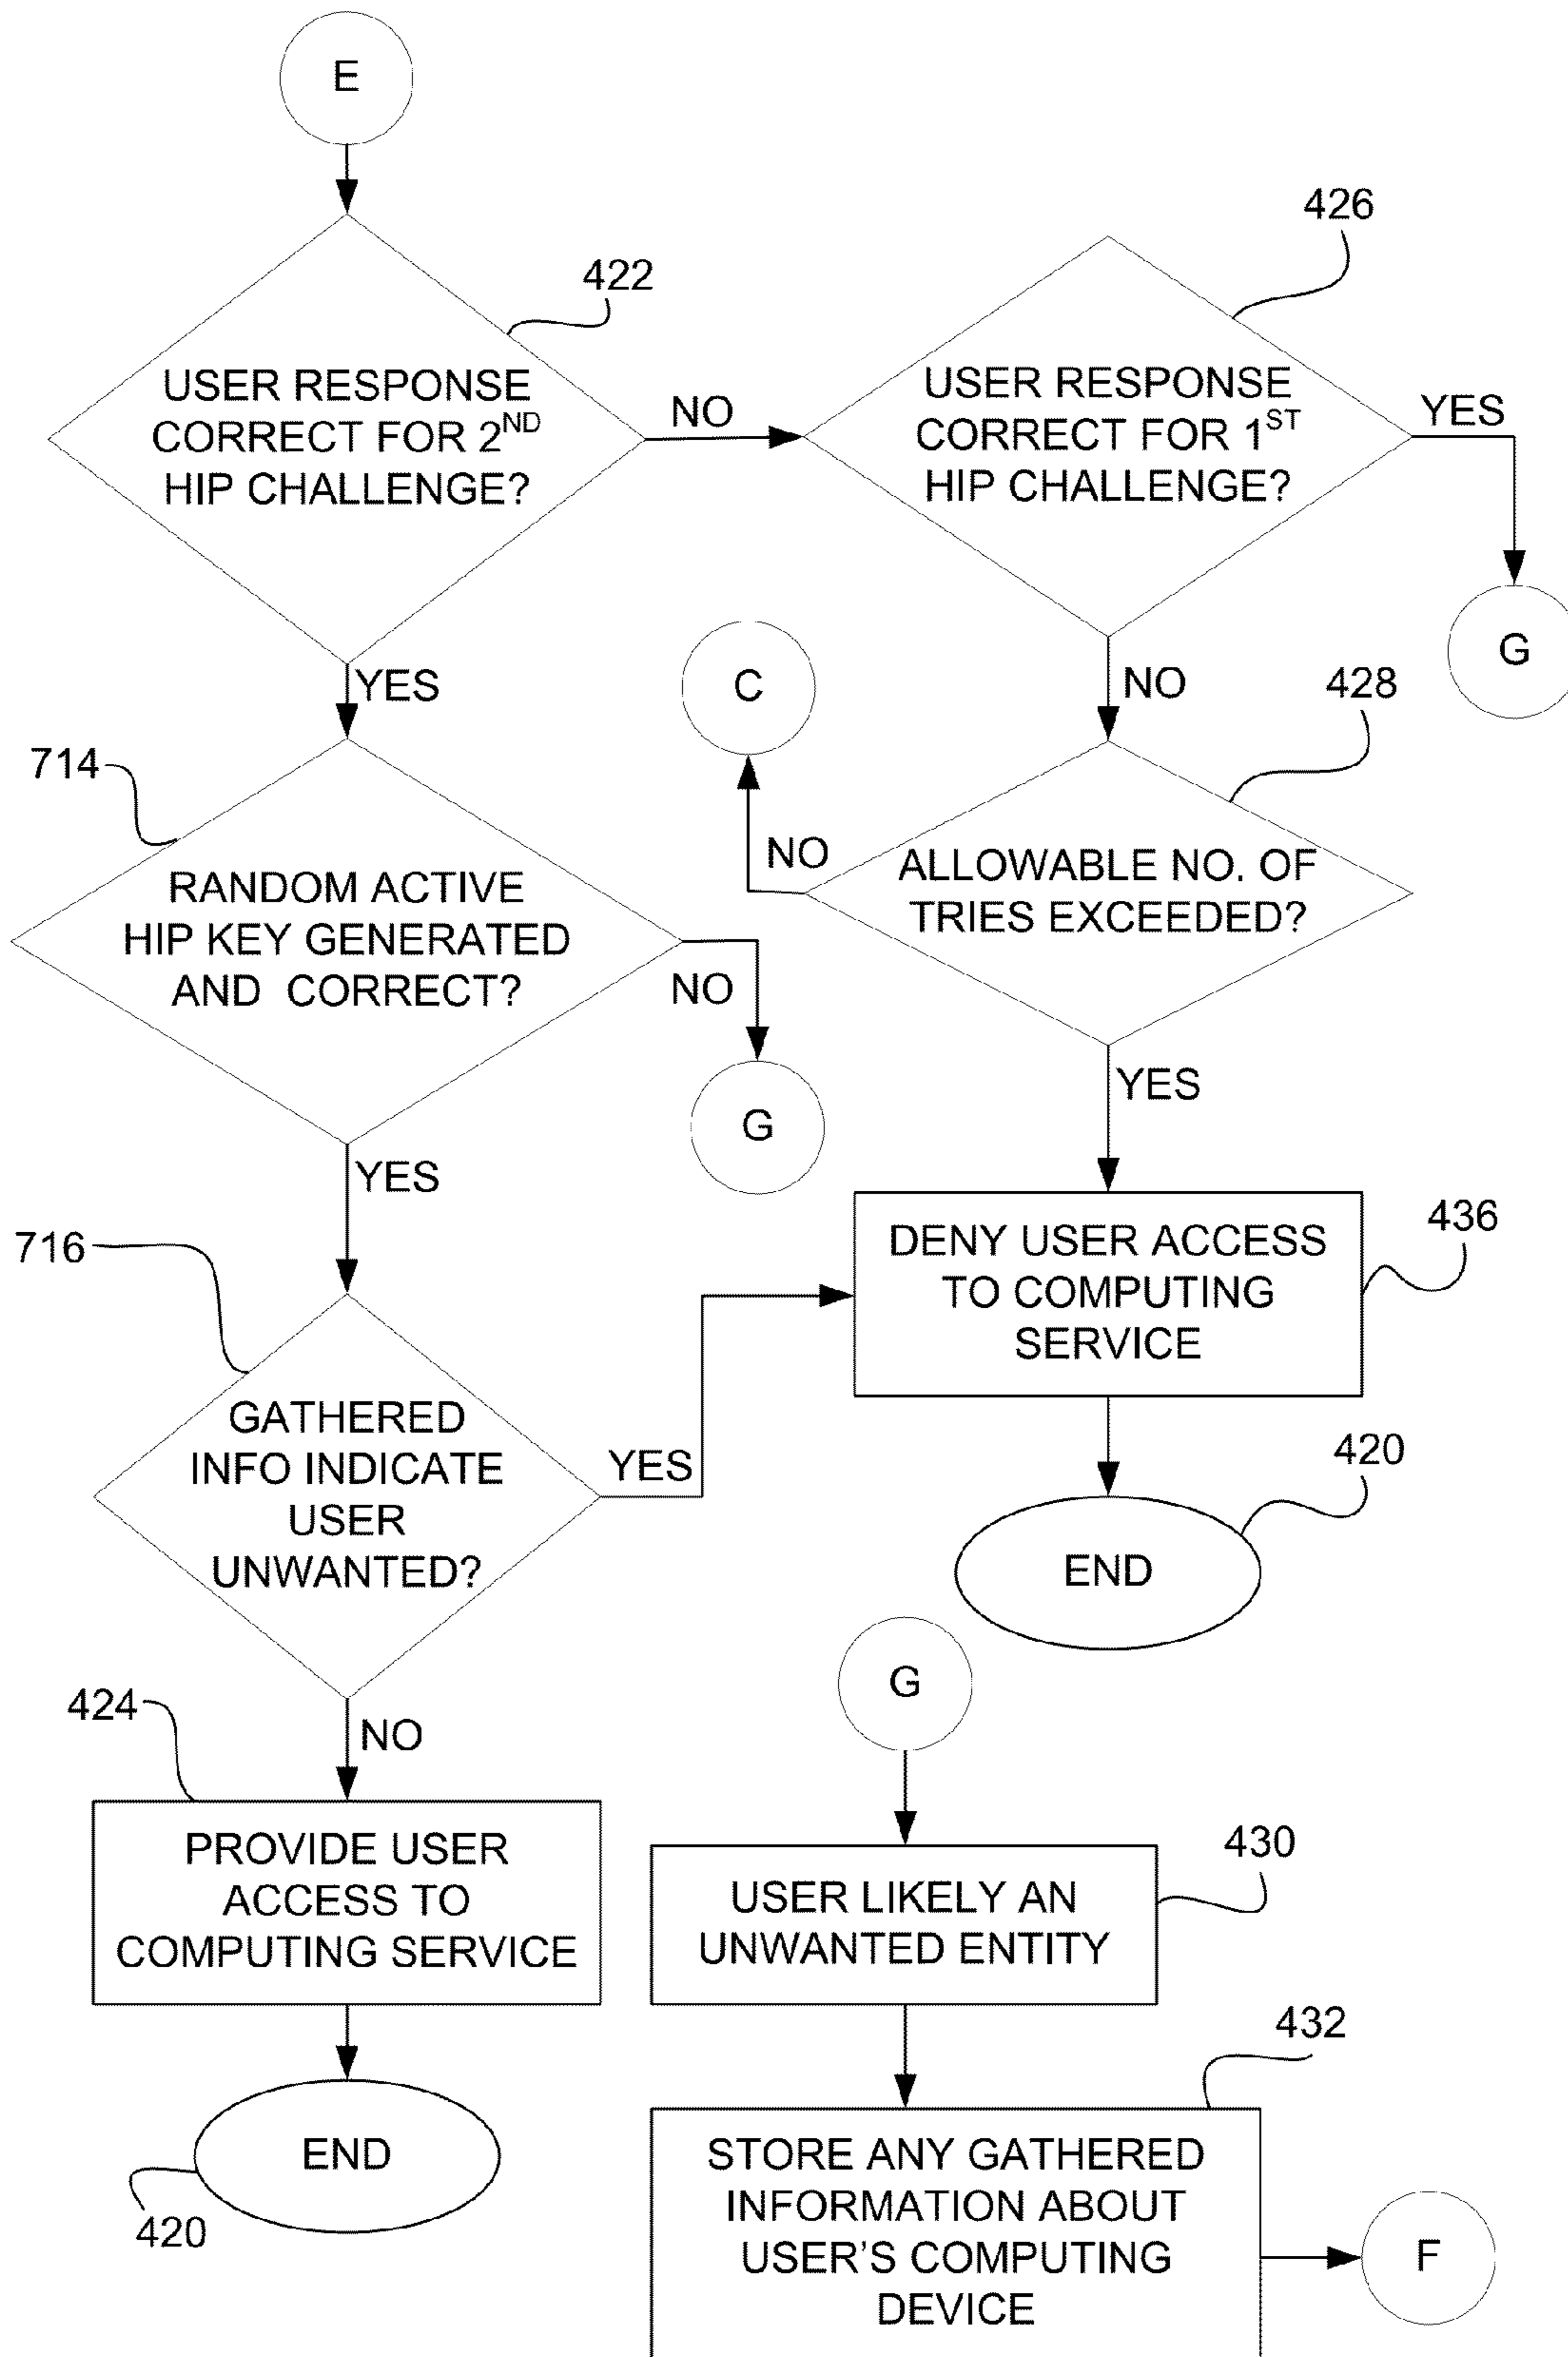 E
422
USER RESPONSE
CORRECT FOR 2ND
HIP CHALLENGE?
NO
YES
426
USER RESPONSE
CORRECT FOR 1ST
HIP CHALLENGE?
YES
G
NO
C
428
ALLOWABLE NO. OF
TRIES EXCEEDED?
NO
YES
714
RANDOM ACTIVE
HIP KEY GENERATED
AND CORRECT?
NO
G
YES
716
GATHERED
INFO INDICATE
USER
UNWANTED?
YES
NO
436
DENY USER ACCESS
TO COMPUTING
SERVICE
420
END
424
PROVIDE USER
ACCESS TO
COMPUTING SERVICE
END
420
G
430
USER LIKELY AN
UNWANTED ENTITY
432
STORE ANY GATHERED
INFORMATION ABOUT
USER'S COMPUTING
DEVICE
F